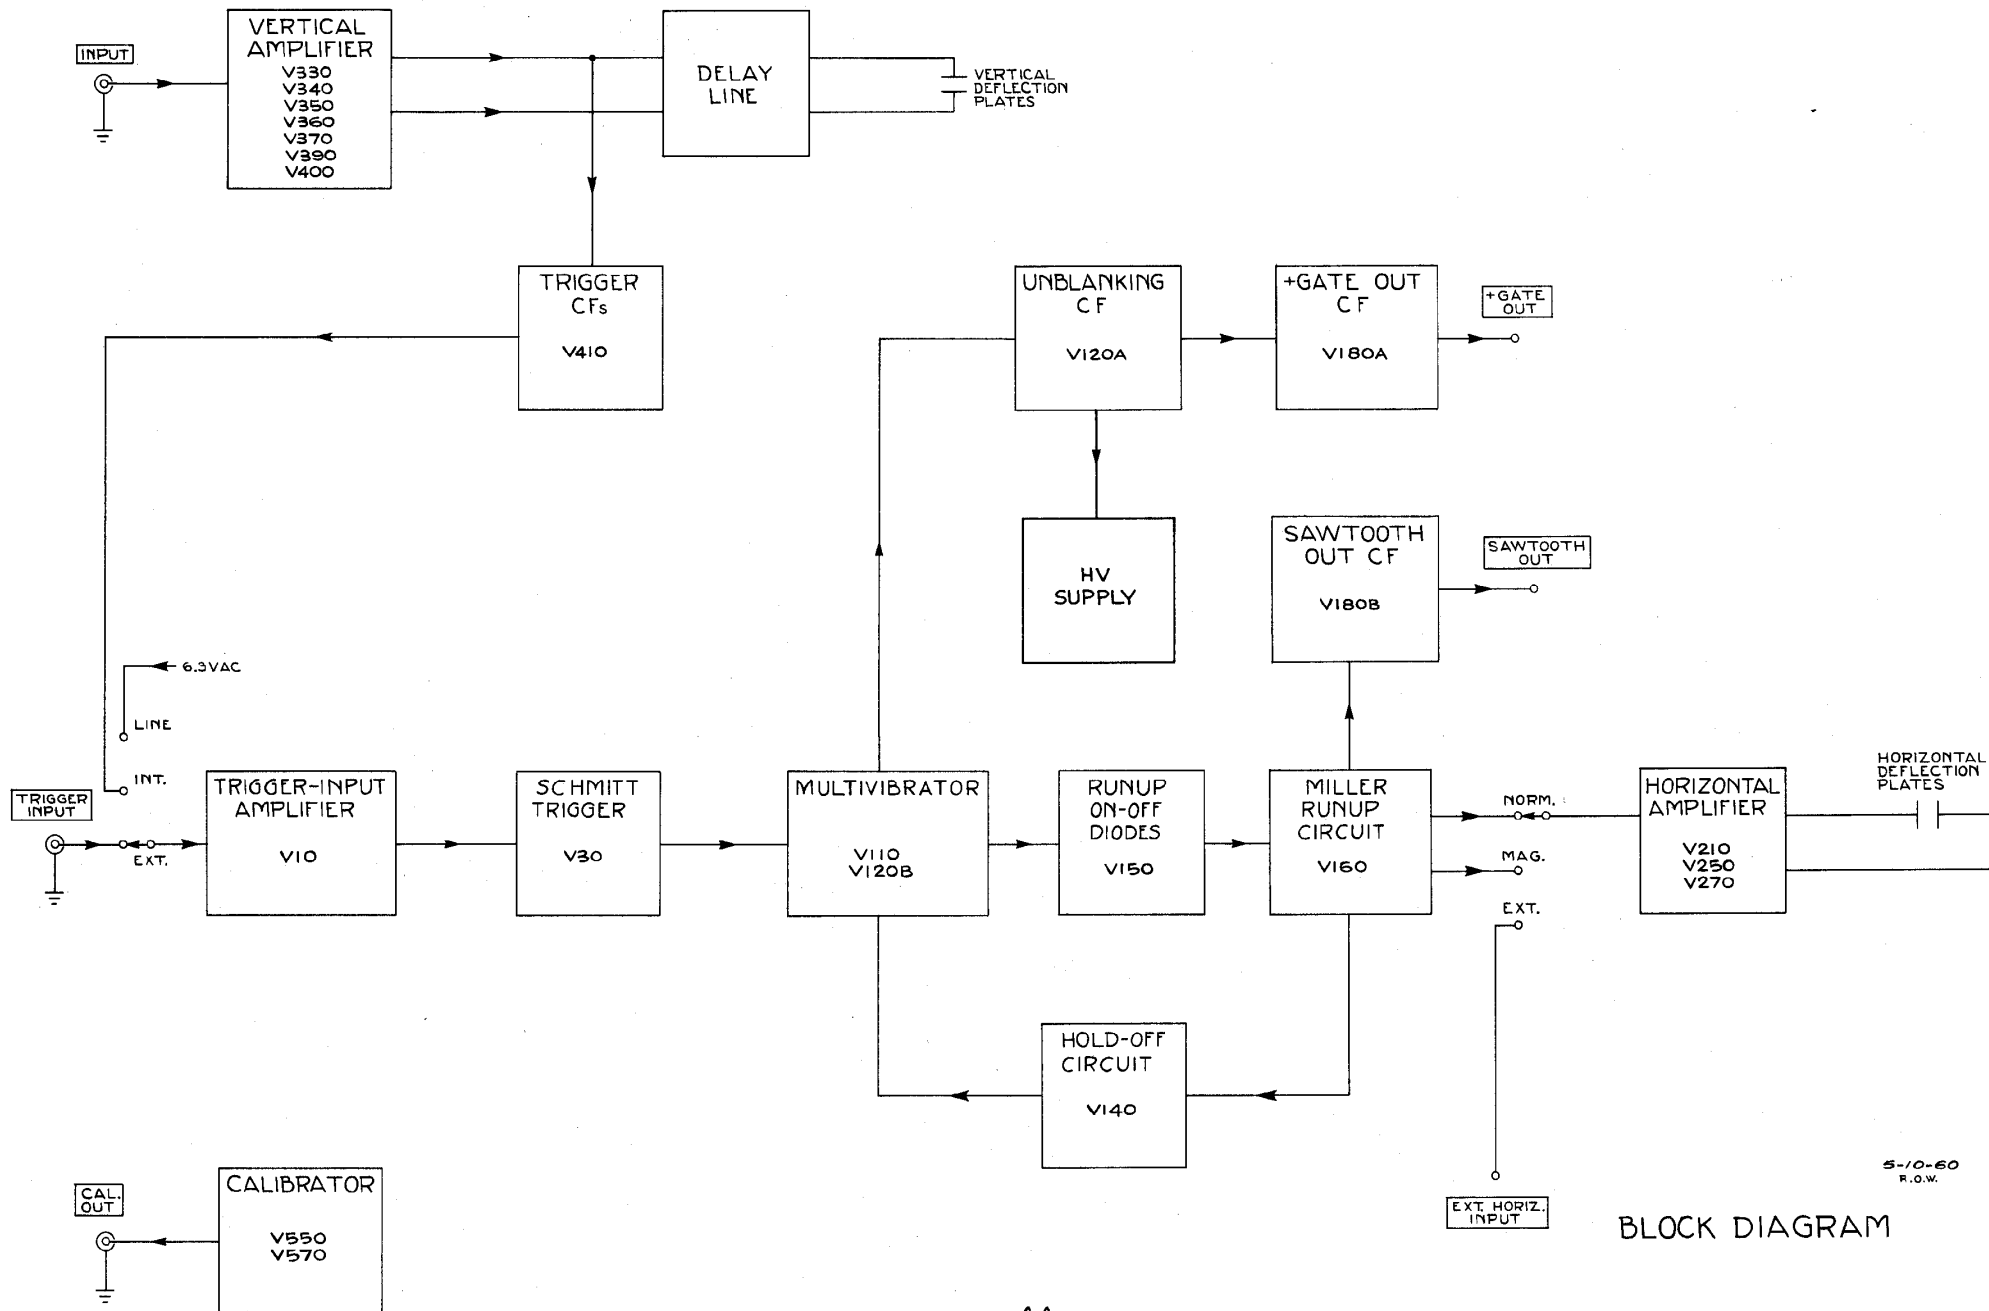 INPUT
VERTICAL
AMPLIFIER
V330
V340
V350
V360
V370
V390
V400
DELAY
LINE
VERTICAL
DEFLECTION
PLATES
TRIGGER
CFs
V410
UNBLANKING
CF
V120A
+GATE OUT
CF
V180A
+GATE
OUT
HV
SUPPLY
SAWTOOTH
OUT CF
V180B
SAWTOOTH
OUT
6.3VAC
LINE
INT.
TRIGGER
INPUT
EXT.
TRIGGER-INPUT
AMPLIFIER
V10
SCHMITT
TRIGGER
V30
MULTIVIBRATOR
V110
V120B
RUNUP
ON-OFF
DIODES
V150
MILLER
RUNUP
CIRCUIT
V160
NORM.
MAG.
EXT.
HORIZONTAL
AMPLIFIER
V210
V250
V270
HORIZONTAL
DEFLECTION
PLATES
HOLD-OFF
CIRCUIT
V140
EXT. HORIZ.
INPUT
CAL.
OUT
CALIBRATOR
V550
V570
5-10-60
R.O.W.
BLOCK DIAGRAM